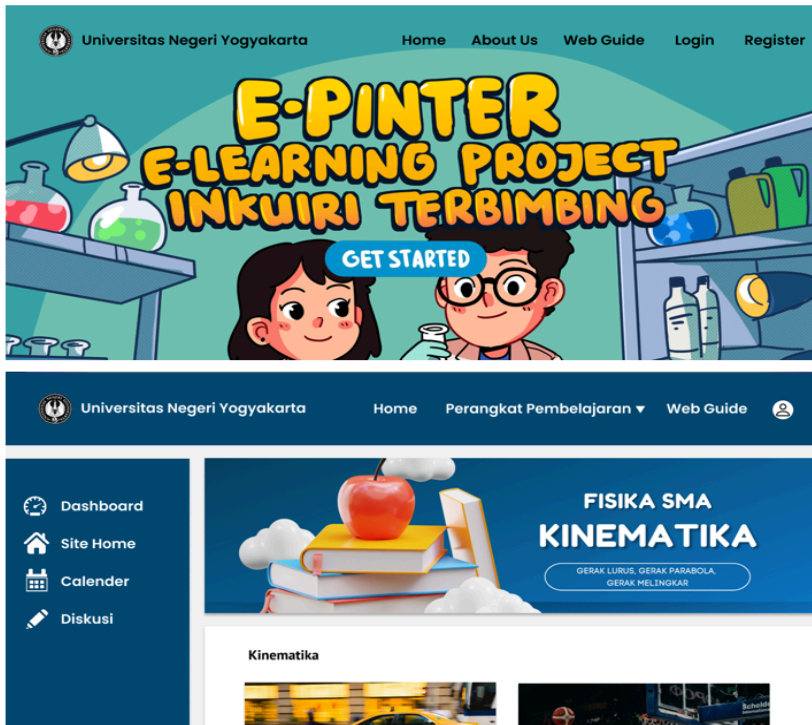 Universitas Negeri Yogyakarta Home About Us Web Guide Login Register
E-PINTER
E-LEARNING PROJECT
INKUIRI TERBIMBING
GET STARTED
Universitas Negeri Yogyakarta Home Perangkat Pembelajaran ▼ Web Guide
Dashboard
Site Home
Calender
Diskusi
FISIKA SMA
KINEMATIKA
GERAK LURUS, GERAK PARABOLA,
GERAK MELINGKAR
Kinematika